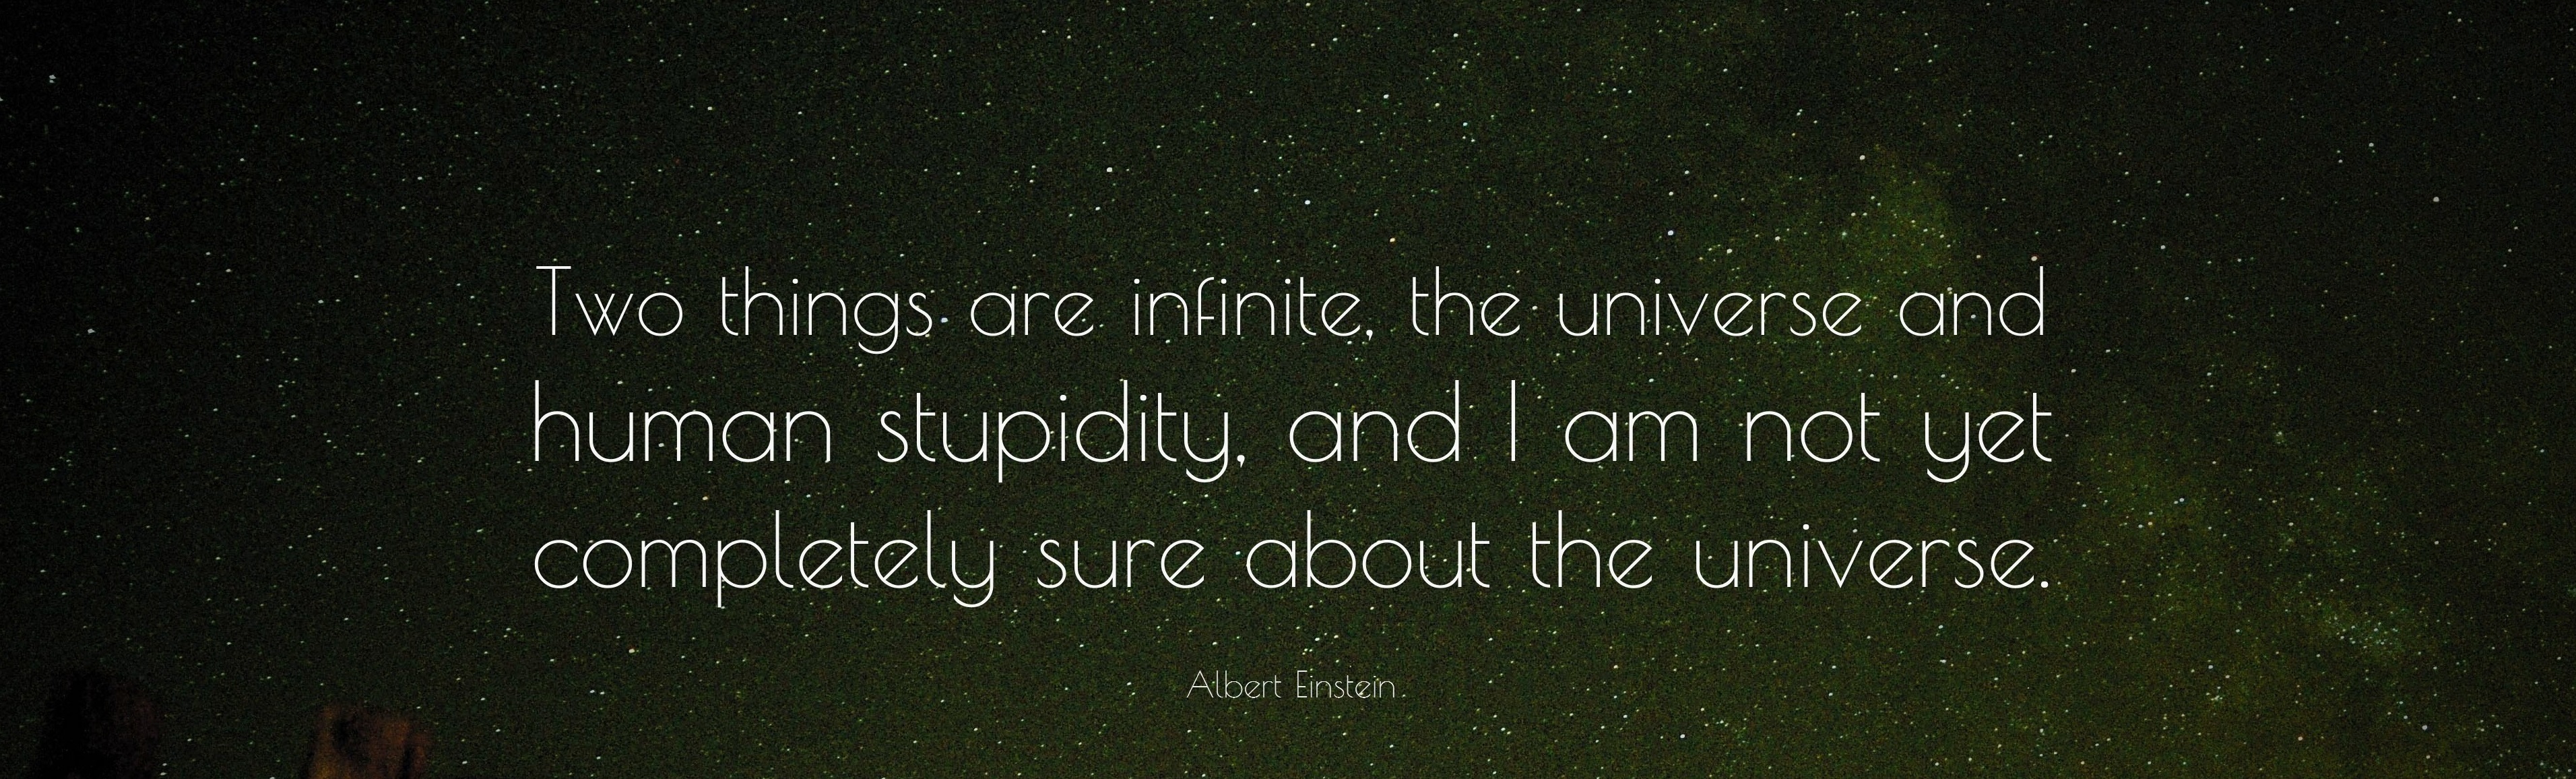 Two things are infinite, the universe and
human stupidity, and I am not yet
completely sure about the universe.
Albert Einstein